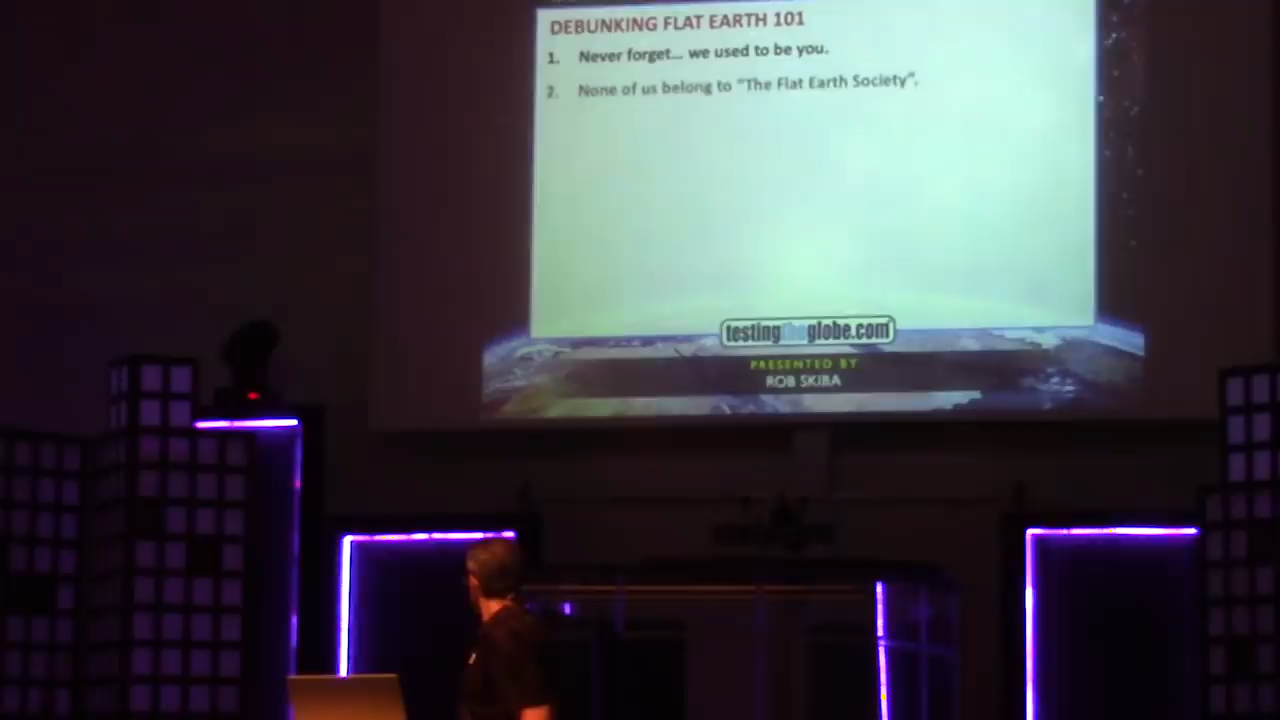 DEBUNKING FLAT EARTH 101
1. Never forget... we used to be you.
2. None of us belong to "The Flat Earth Society".
testingtheglobe.com
PRESENTED BY
ROB SKIBA